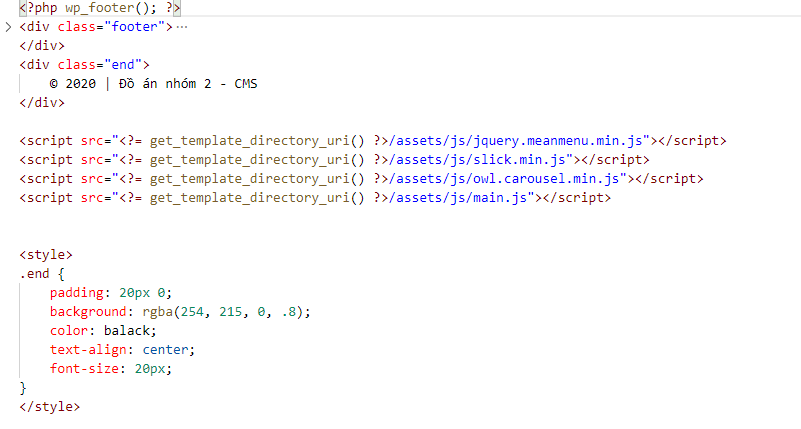 <?php wp_footer(); ?>
<div class="footer">…
</div>
<div class="end">
    © 2020 | Đồ án nhóm 2 - CMS
</div>
<script src="<?= get_template_directory_uri() ?>/assets/js/jquery.meanmenu.min.js"></script>
<script src="<?= get_template_directory_uri() ?>/assets/js/slick.min.js"></script>
<script src="<?= get_template_directory_uri() ?>/assets/js/owl.carousel.min.js"></script>
<script src="<?= get_template_directory_uri() ?>/assets/js/main.js"></script>
<style>
.end {
    padding: 20px 0;
    background: rgba(254, 215, 0, .8);
    color: balack;
    text-align: center;
    font-size: 20px;
}
</style>